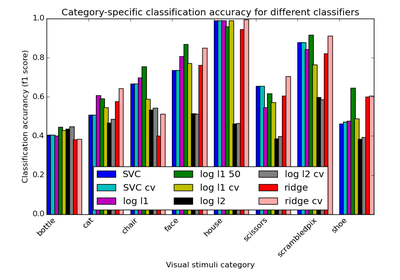 Category-specific classification accuracy for different classifiers
Classification accurancy (f1 score)
1.0
0.8
0.6
0.4
0.2
0.0
SVC
SVC cv
log l1
log l1 50
log l1 cv
log l2
log l2 cv
ridge
ridge cv
bottle
cat
chair
face
house
scissors
scrambledpix
shoe
Visual stimuli category